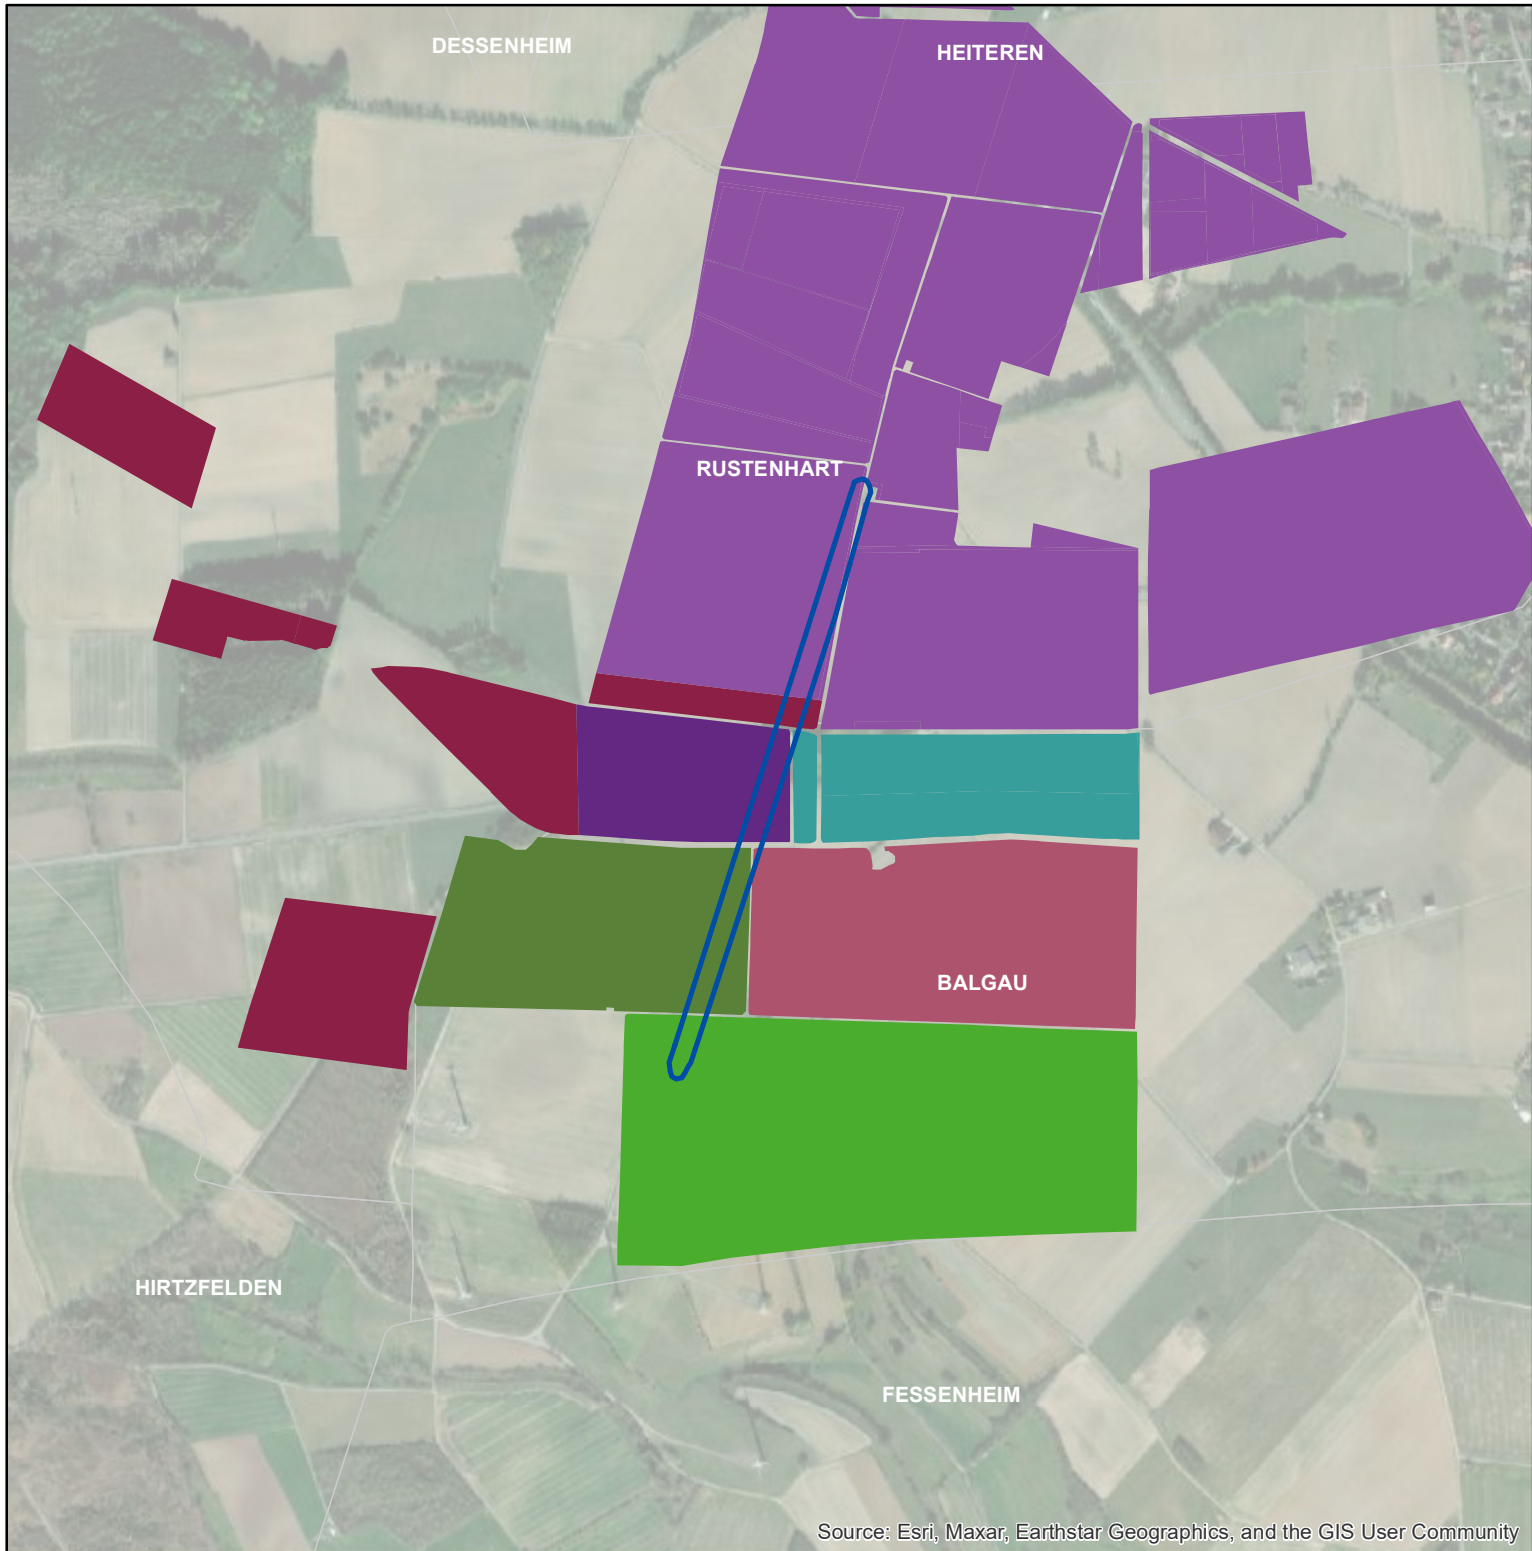 DESSENHEIM
HEITEREN
RUSTENHART
BALGAU
HIRTZFELDEN
FESSENHEIM
Source: Esri, Maxar, Earthstar Geographics, and the GIS User Community